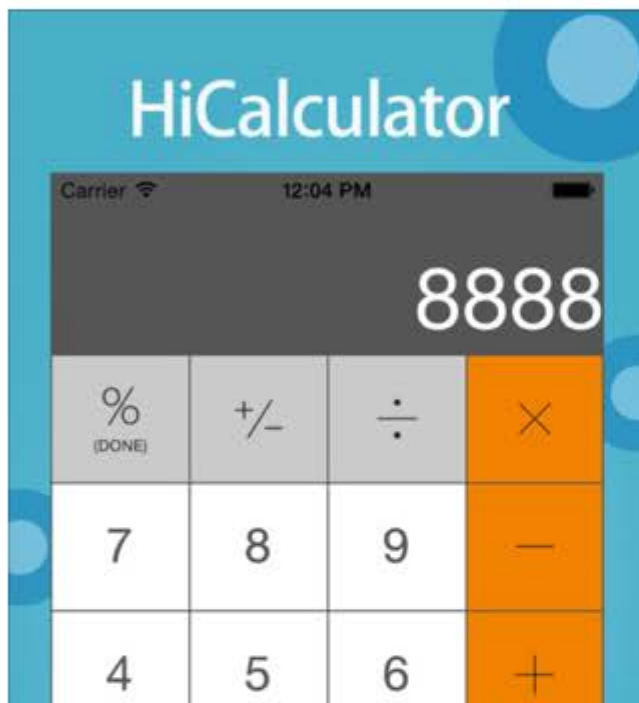 HiCalculator
Carrier 12:04 PM
8888
% +/− ÷ ×
(DONE)
7 8 9 −
4 5 6 +